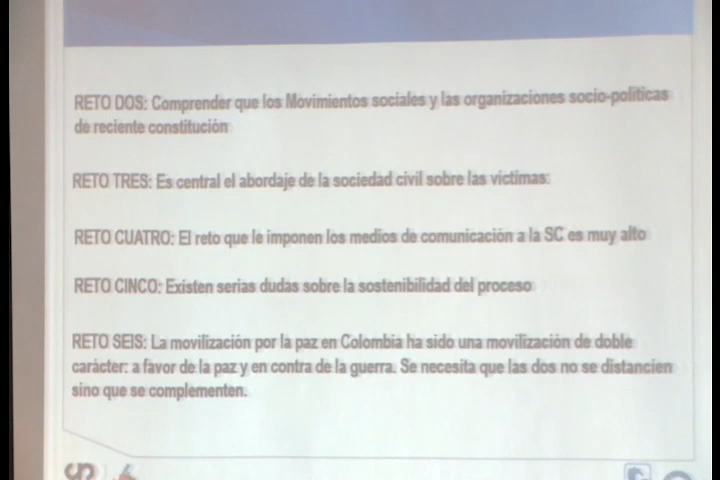 RETO DOS: Comprender que los Movimientos sociales y las organizaciones socio-políticas
de reciente constitución
RETO TRES: Es central el abordaje de la sociedad civil sobre las victimas:
RETO CUATRO: El reto que le imponen los medios de comunicación a la SC es muy alto
RETO CINCO: Existen serias dudas sobre la sostenibilidad del proceso
RETO SEIS: La movilización por la paz en Colombia ha sido una movilización de doble
carácter: a favor de la paz y en contra de la guerra. Se necesita que las dos no se distancien
sino que se complementen.